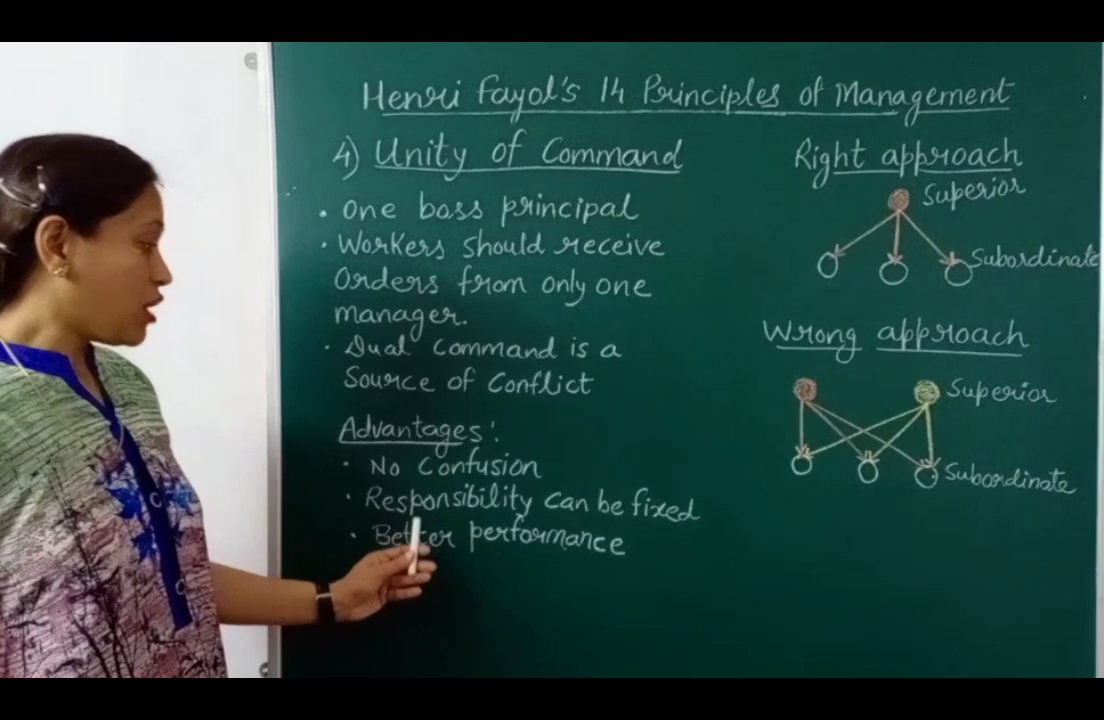 Henri Fayol's 14 Principles of Management
4) Unity of Command
• One boss principal
• Workers should receive
Orders from only one
manager.
• Dual Command is a
Source of Conflict
Advantages:
• No Confusion
• Responsibility can be fixed
• Better performance
Right approach
Superior
Subordinate
Wrong approach
Superior
Subordinate